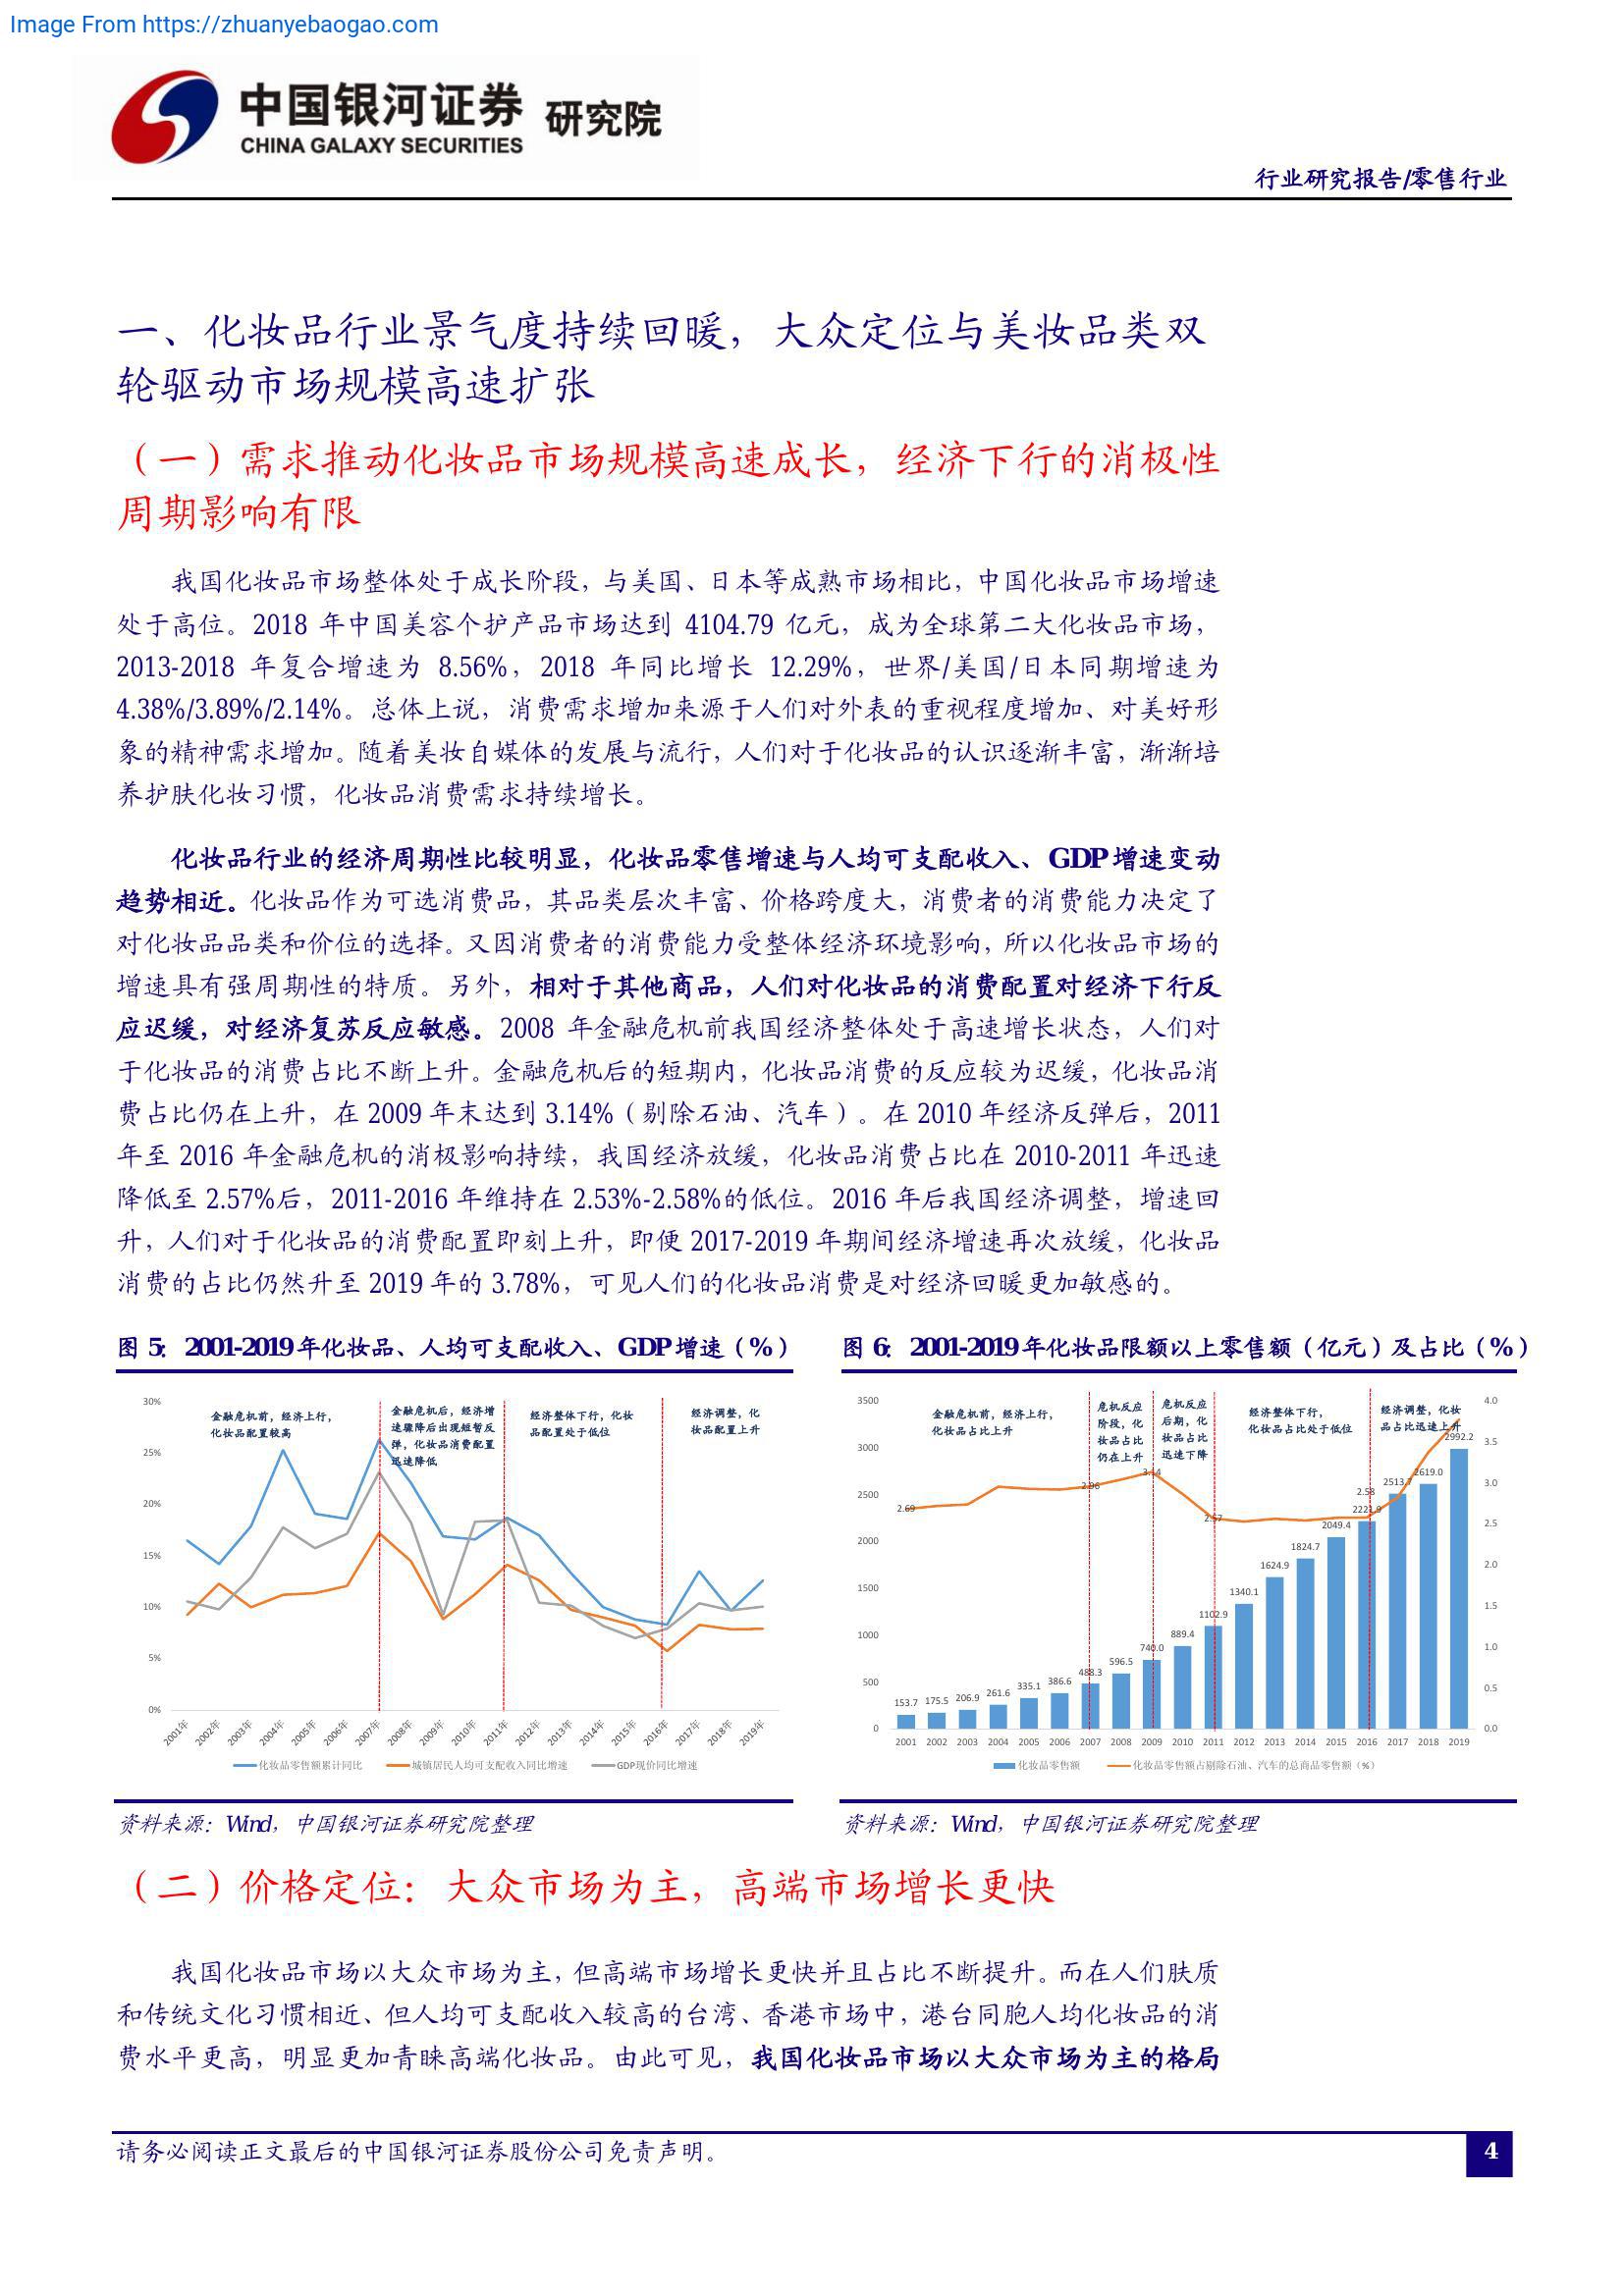 Image From https://zhuanyebaogao.com
中国银河证券 研究院
CHINA GALAXY SECURITIES
行业研究报告/零售行业
一、化妆品行业景气度持续回暖，大众定位与美妆品类双
轮驱动市场规模高速扩张
（一）需求推动化妆品市场规模高速成长，经济下行的消极性
周期影响有限
我国化妆品市场整体处于成长阶段，与美国、日本等成熟市场相比，中国化妆品市场增速
处于高位。2018 年中国美容个护产品市场达到 4104.79 亿元，成为全球第二大化妆品市场，
2013-2018 年复合增速为 8.56%，2018 年同比增长 12.29%，世界/美国/日本同期增速为
4.38%/3.89%/2.14%。总体上说，消费需求增加来源于人们对外表的重视程度增加、对美好形
象的精神需求增加。随着美妆自媒体的发展与流行，人们对于化妆品的认识逐渐丰富，渐渐培
养护肤化妆习惯，化妆品消费需求持续增长。
化妆品行业的经济周期性比较明显，化妆品零售增速与人均可支配收入、GDP 增速变动
趋势相近。化妆品作为可选消费品，其品类层次丰富、价格跨度大，消费者的消费能力决定了
对化妆品品类和价位的选择。又因消费者的消费能力受整体经济环境影响，所以化妆品市场的
增速具有强周期性的特质。另外，相对于其他商品，人们对化妆品的消费配置对经济下行反
应迟缓，对经济复苏反应敏感。2008 年金融危机前我国经济整体处于高速增长状态，人们对
于化妆品的消费占比不断上升。金融危机后的短期内，化妆品消费的反应较为迟缓，化妆品消
费占比仍在上升，在 2009 年末达到 3.14%（剔除石油、汽车）。在 2010 年经济反弹后，2011
年至 2016 年金融危机的消极影响持续，我国经济放缓，化妆品消费占比在 2010-2011 年迅速
降低至 2.57%后，2011-2016 年维持在 2.53%-2.58%的低位。2016 年后我国经济调整，增速回
升，人们对于化妆品的消费配置即刻上升，即便 2017-2019 年期间经济增速再次放缓，化妆品
消费的占比仍然升至 2019 年的 3.78%，可见人们的化妆品消费是对经济回暖更加敏感的。
图 5： 2001-2019 年化妆品、人均可支配收入、GDP 增速（%）
30%
25%
20%
15%
10%
5%
0%
金融危机前，经济上行，
化妆品配置较高
金融危机后，经济增
速骤降后出现短暂反
弹，化妆品消费配置
迅速降低
经济整体下行，化妆
品配置处于低位
经济调整，化
妆品配置上升
2001年 2002年 2003年 2004年 2005年 2006年 2007年 2008年 2009年 2010年 2011年 2012年 2013年 2014年 2015年 2016年 2017年 2018年 2019年
化妆品零售额累计同比 城镇居民人均可支配收入同比增速 GDP现价同比增速
资料来源：Wind，中国银河证券研究院整理
图 6： 2001-2019 年化妆品限额以上零售额（亿元）及占比（%）
3500
3000
2500
2000
1500
1000
500
0
4.0
3.5
3.0
2.5
2.0
1.5
1.0
0.5
0.0
金融危机前，经济上行，
化妆品占比上升
危机反应
阶段，化
妆品占比
仍在上升
危机反应
后期，化
妆品占比
迅速下降
经济整体下行，
化妆品占比处于低位
经济调整，化妆
品占比迅速上升
2.69 2.96 3.14 2.57 2.58
153.7 175.5 206.9 261.6 335.1 386.6 488.3 596.5 740.0 889.4 1102.9 1340.1 1624.9 1824.7 2049.4 2221.9 2513.7 2619.0 2992.2
2001 2002 2003 2004 2005 2006 2007 2008 2009 2010 2011 2012 2013 2014 2015 2016 2017 2018 2019
化妆品零售额 化妆品零售额占剔除石油、汽车的总商品零售额（%）
资料来源：Wind，中国银河证券研究院整理
（二）价格定位：大众市场为主，高端市场增长更快
我国化妆品市场以大众市场为主，但高端市场增长更快并且占比不断提升。而在人们肤质
和传统文化习惯相近、但人均可支配收入较高的台湾、香港市场中，港台同胞人均化妆品的消
费水平更高，明显更加青睐高端化妆品。由此可见，我国化妆品市场以大众市场为主的格局
请务必阅读正文最后的中国银河证券股份公司免责声明。
4